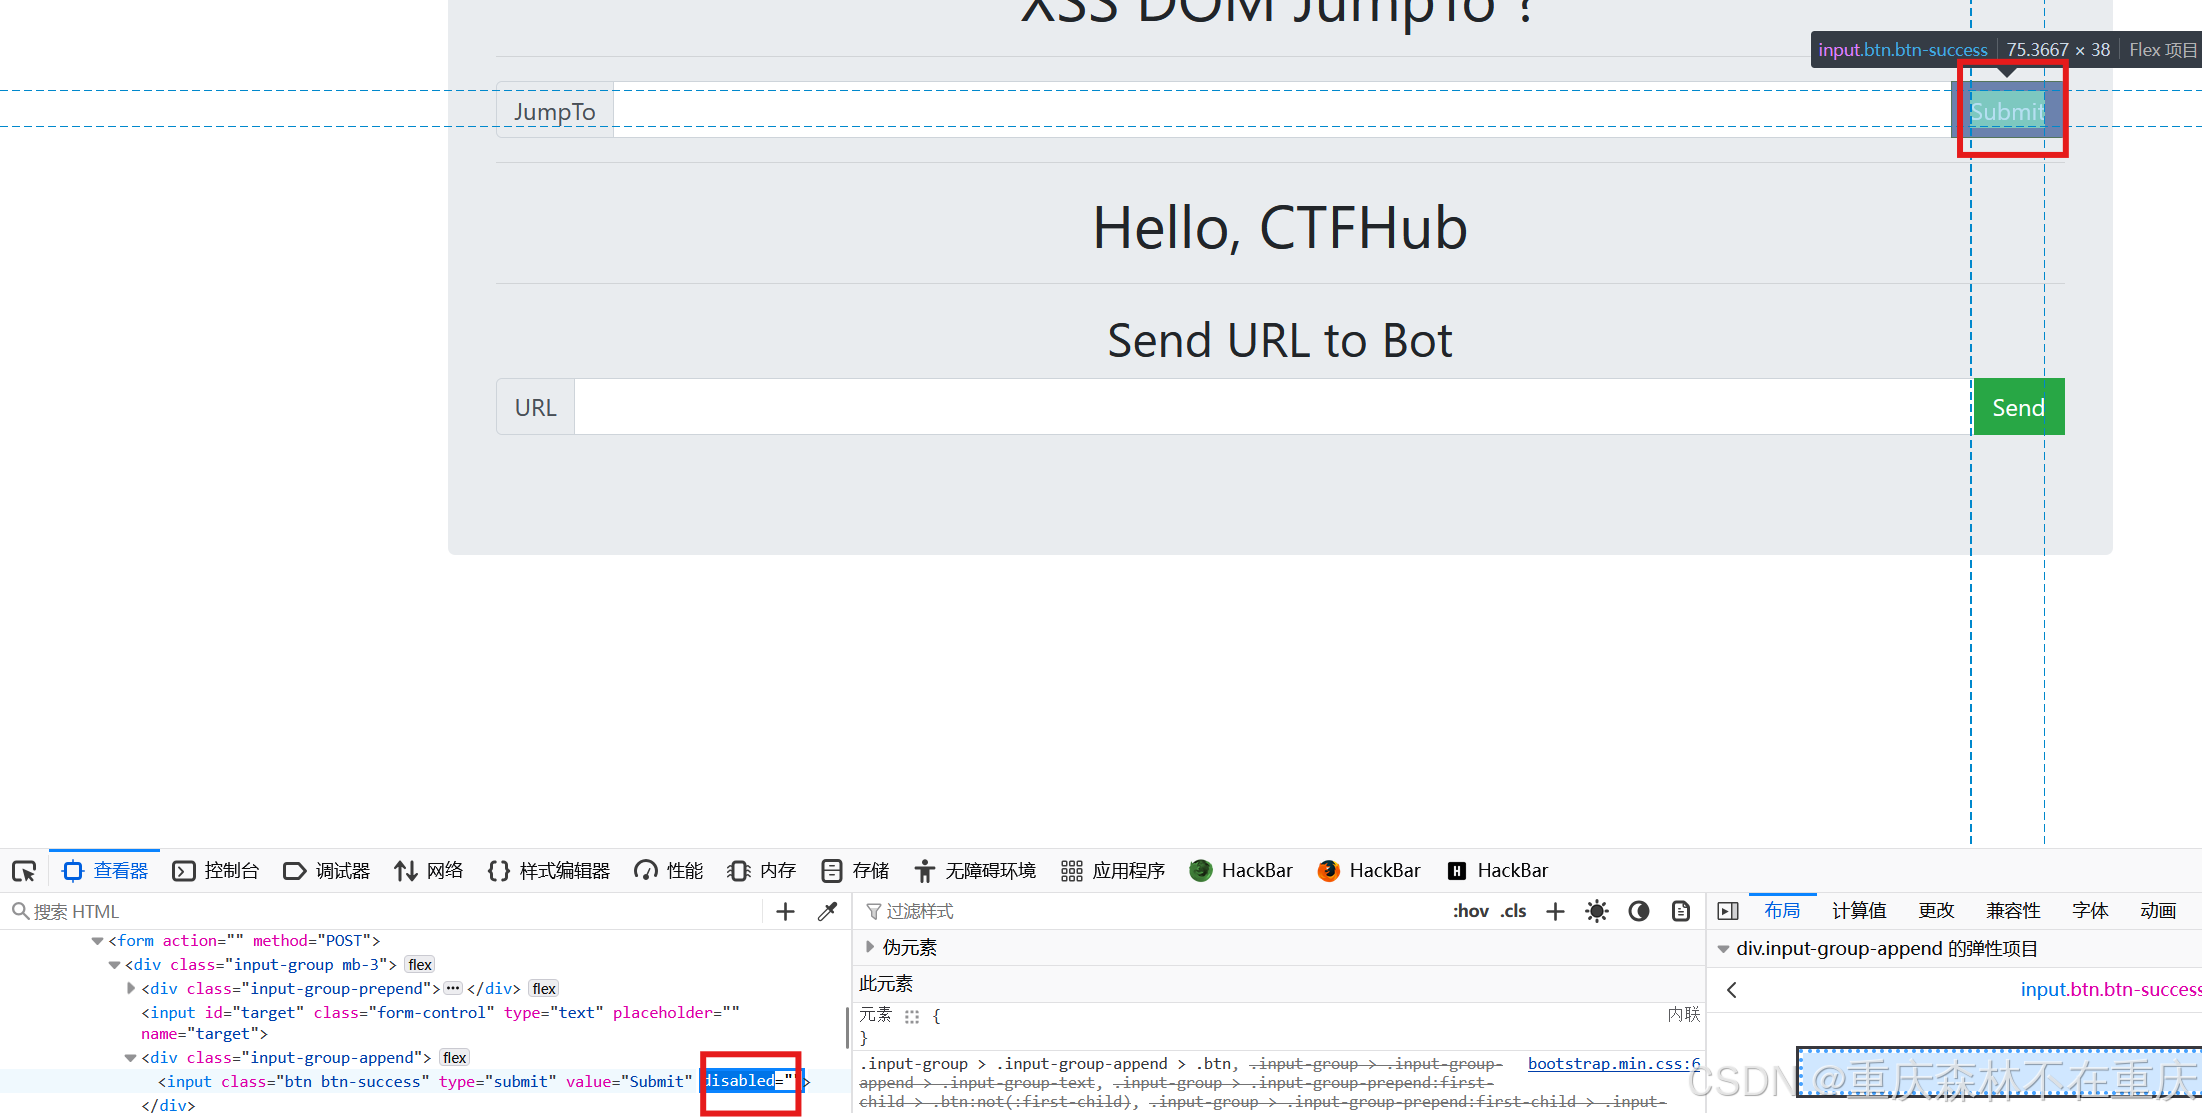 XSS DOM JumpTo ?
input.btn.btn-success 75.3667 × 38 Flex 项目
JumpTo Submit
Hello, CTFHub
Send URL to Bot
URL Send
查看器 控制台 调试器 网络 样式编辑器 性能 内存 存储 无障碍环境 应用程序 HackBar HackBar HackBar
搜索 HTML
<form action="" method="POST">
<div class="input-group mb-3"> flex
<div class="input-group-prepend"> ••• </div> flex
<input id="target" class="form-control" type="text" placeholder=""
name="target">
<div class="input-group-append"> flex
<input class="btn btn-success" type="submit" value="Submit" disabled="">
</div>
过滤样式 :hov .cls
伪元素
此元素
元素 { 内联
}
.input-group > .input-group-append > .btn, .input-group > .input-group- bootstrap.min.css:6
append > .input-group-text, .input-group > .input-group-prepend:first-
child > .btn:not(:first-child), .input-group > .input-group-prepend:first-child > .input-
布局 计算值 更改 兼容性 字体 动画
div.input-group-append 的弹性项目
input.btn.btn-success
CSDN @重庆森林不在重庆